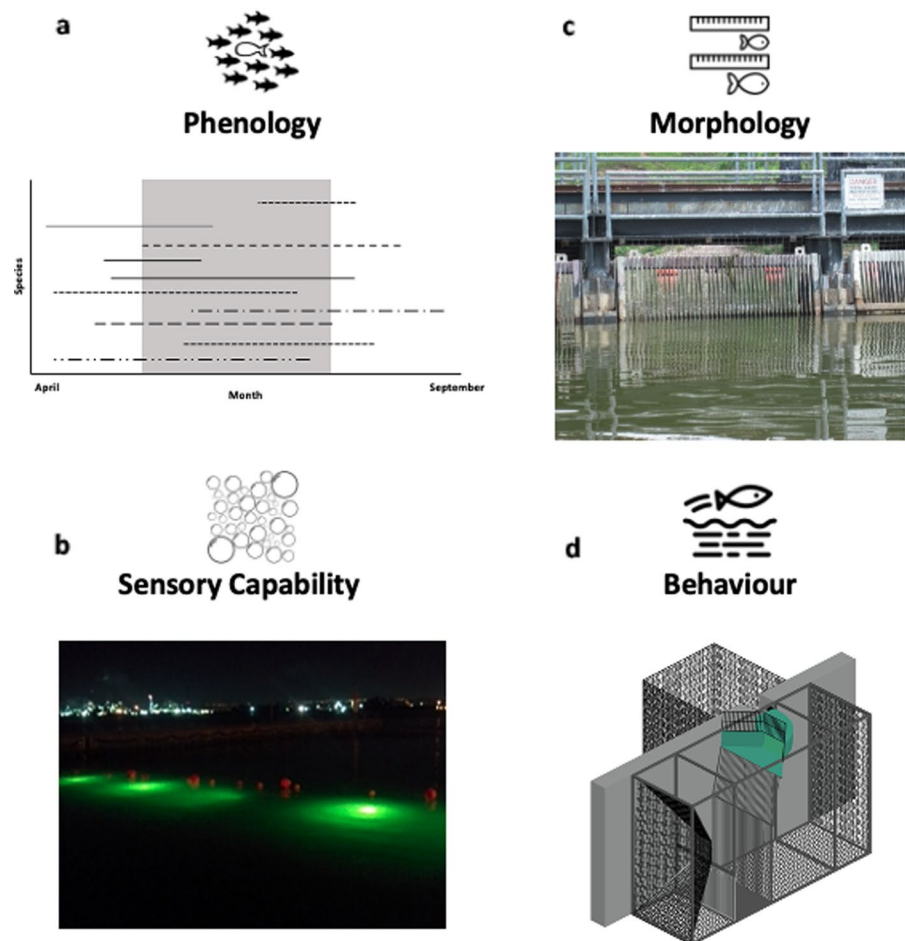 a
Phenology
Species
April
Month
September
b
Sensory Capability
c
Morphology
DANGER
d
Behaviour